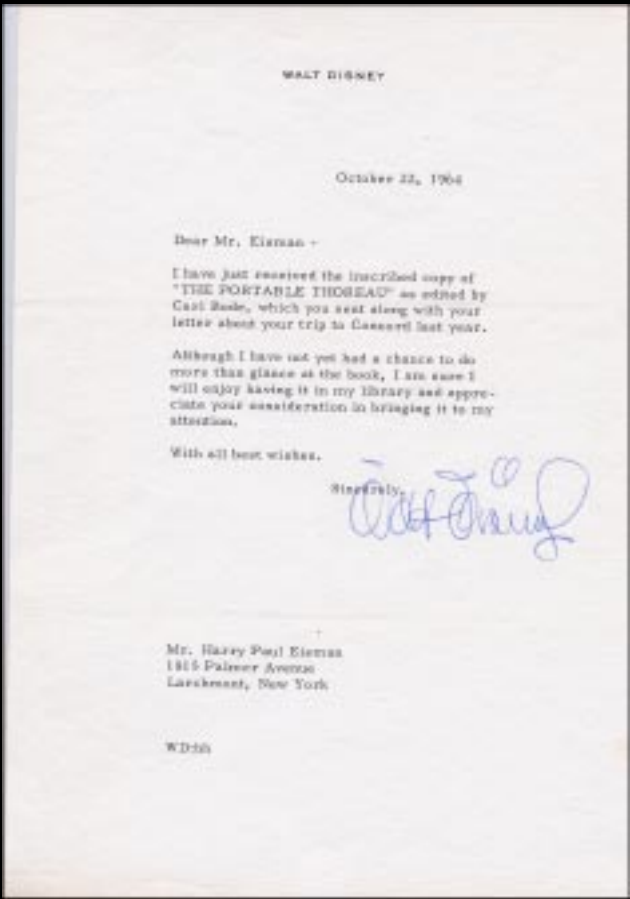 WALT DISNEY
October 22, 1964
Dear Mr. Eisman -
I have just received the inscribed copy of
"THE PORTABLE THOREAU" as edited by
Carl Bode, which you sent along with your
letter about your trip to Concord last year.
Although I have not yet had a chance to do
more than glance at the book, I am sure I
will enjoy having it in my library and appre-
ciate your consideration in bringing it to my
attention.
With all best wishes.
Sincerely,
Walt Disney
Mr. Harry Paul Eisman
1815 Palmer Avenue
Larchmont, New York
WD:hh